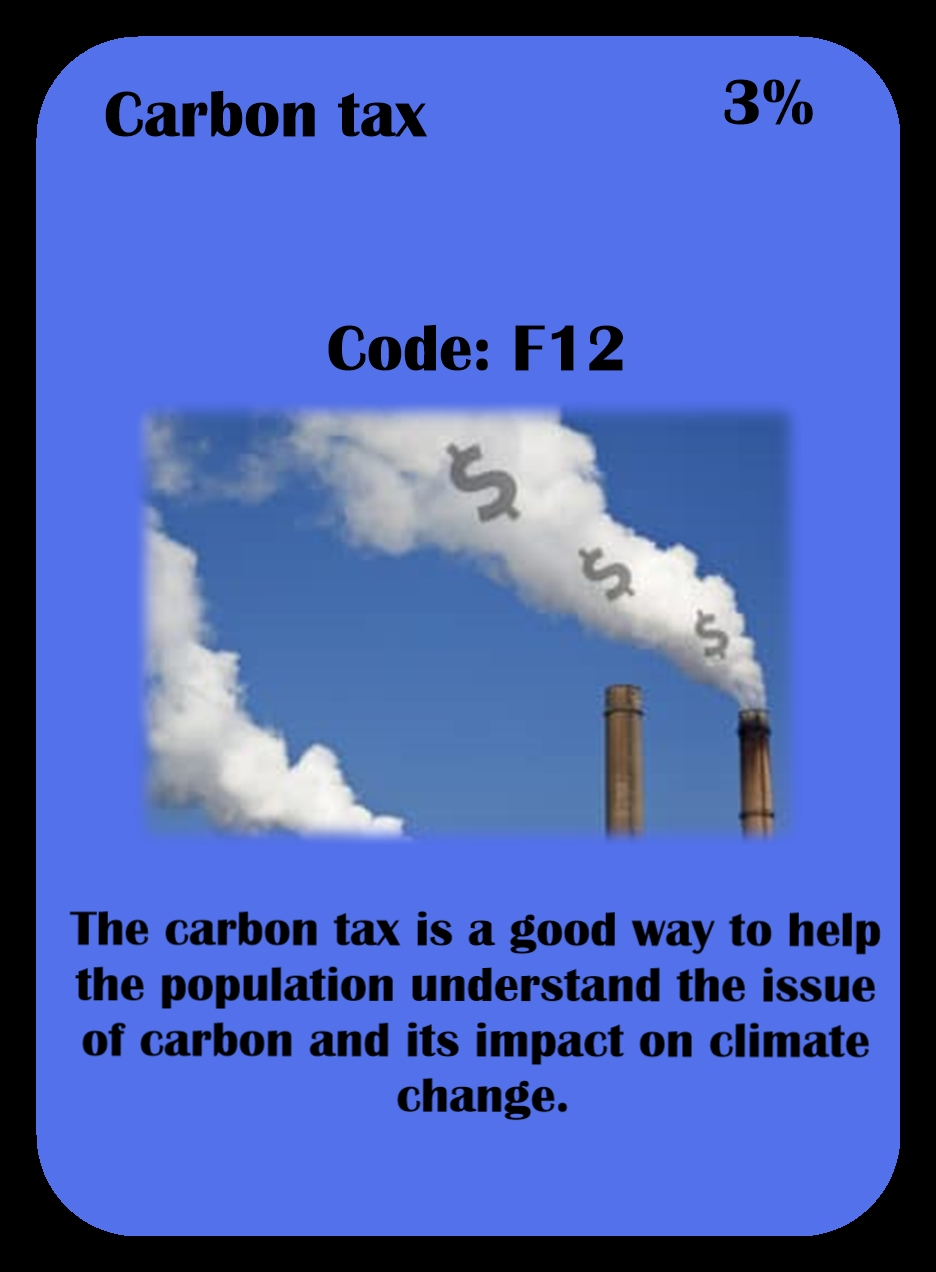 Carbon tax 3%
Code: F12
$
$
$
The carbon tax is a good way to help
the population understand the issue
of carbon and its impact on climate
change.